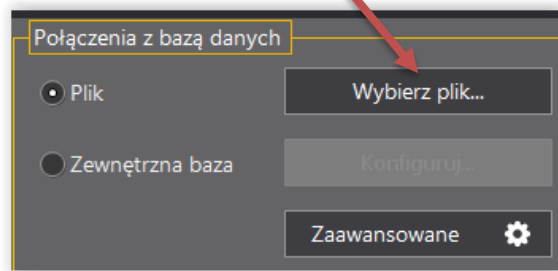 Połączenia z bazą danych
Plik
Wybierz plik...
Zewnętrzna baza
Konfiguruj...
Zaawansowane